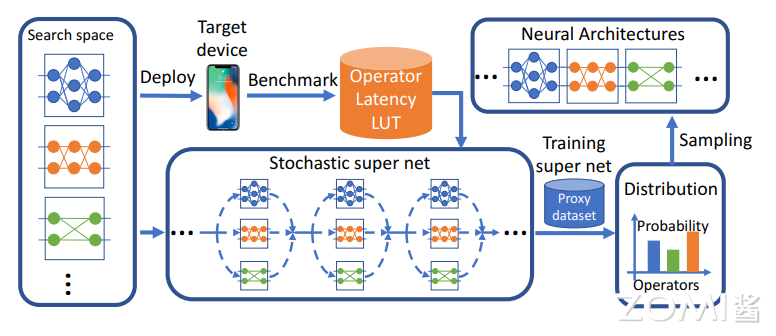 Search space
Target
device
Deploy
Benchmark
Operator
Latency
LUT
Neural Architectures
...
...
Stochastic super net
...
...
Training
super net
Proxy
dataset
Sampling
Distribution
Probability
Operators
ZOMI酱